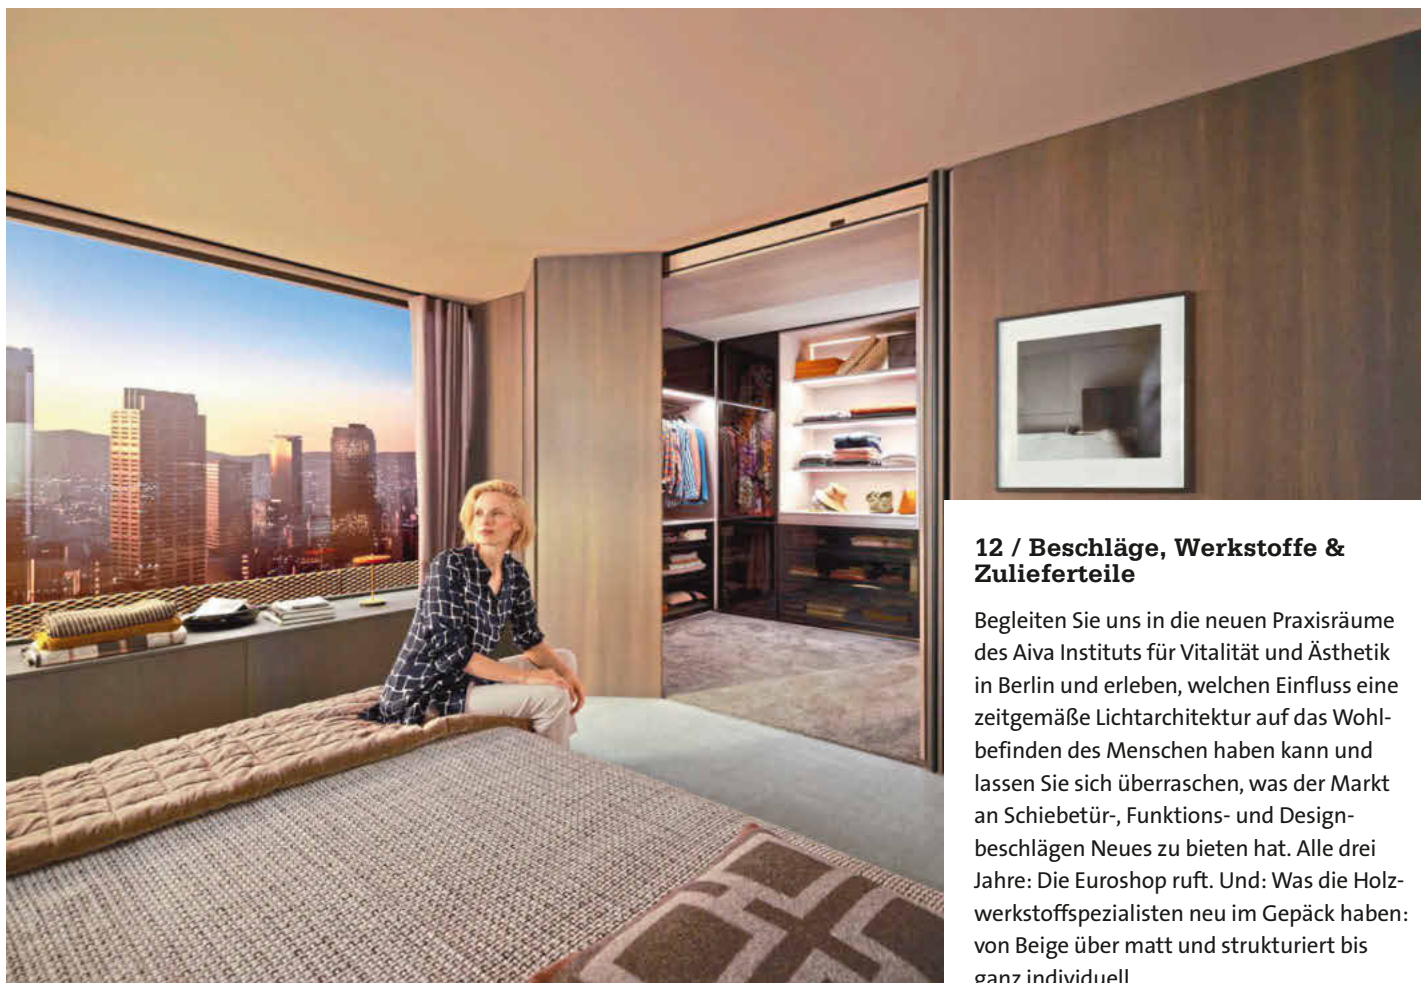 12 / Beschläge, Werkstoffe &
Zulieferteile
Begleiten Sie uns in die neuen Praxisräume
des Aiva Instituts für Vitalität und Ästhetik
in Berlin und erleben, welchen Einfluss eine
zeitgemäße Lichtarchitektur auf das Wohl-
befinden des Menschen haben kann und
lassen Sie sich überraschen, was der Markt
an Schiebetür-, Funktions- und Design-
beschlägen Neues zu bieten hat. Alle drei
Jahre: Die Euroshop ruft. Und: Was die Holz-
werkstoffspezialisten neu im Gepäck haben:
von Beige über matt und strukturiert bis
ganz individuell